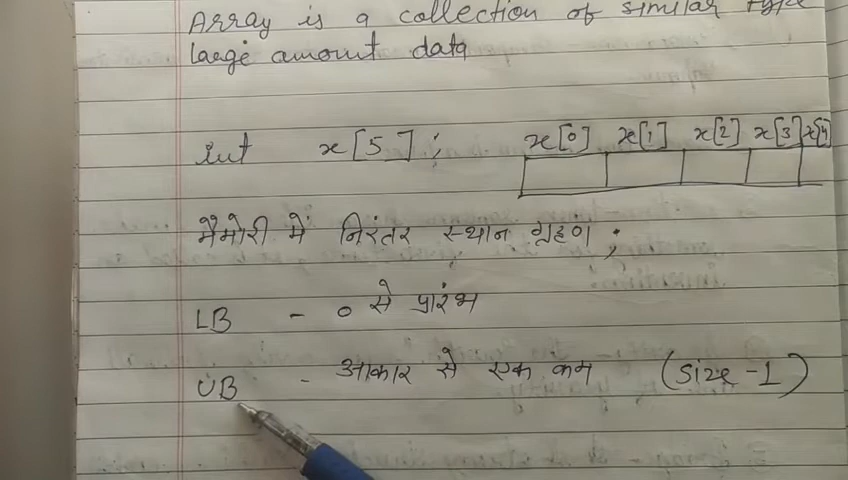 Array is a collection of similar type
large amount data
int x[5]; x[0] x[1] x[2] x[3] x[4]
मैमोरी में निरंतर स्थान ग्रहण ;
LB - 0 से प्रारंभ
UB - आकार से एक कम (Size -1)